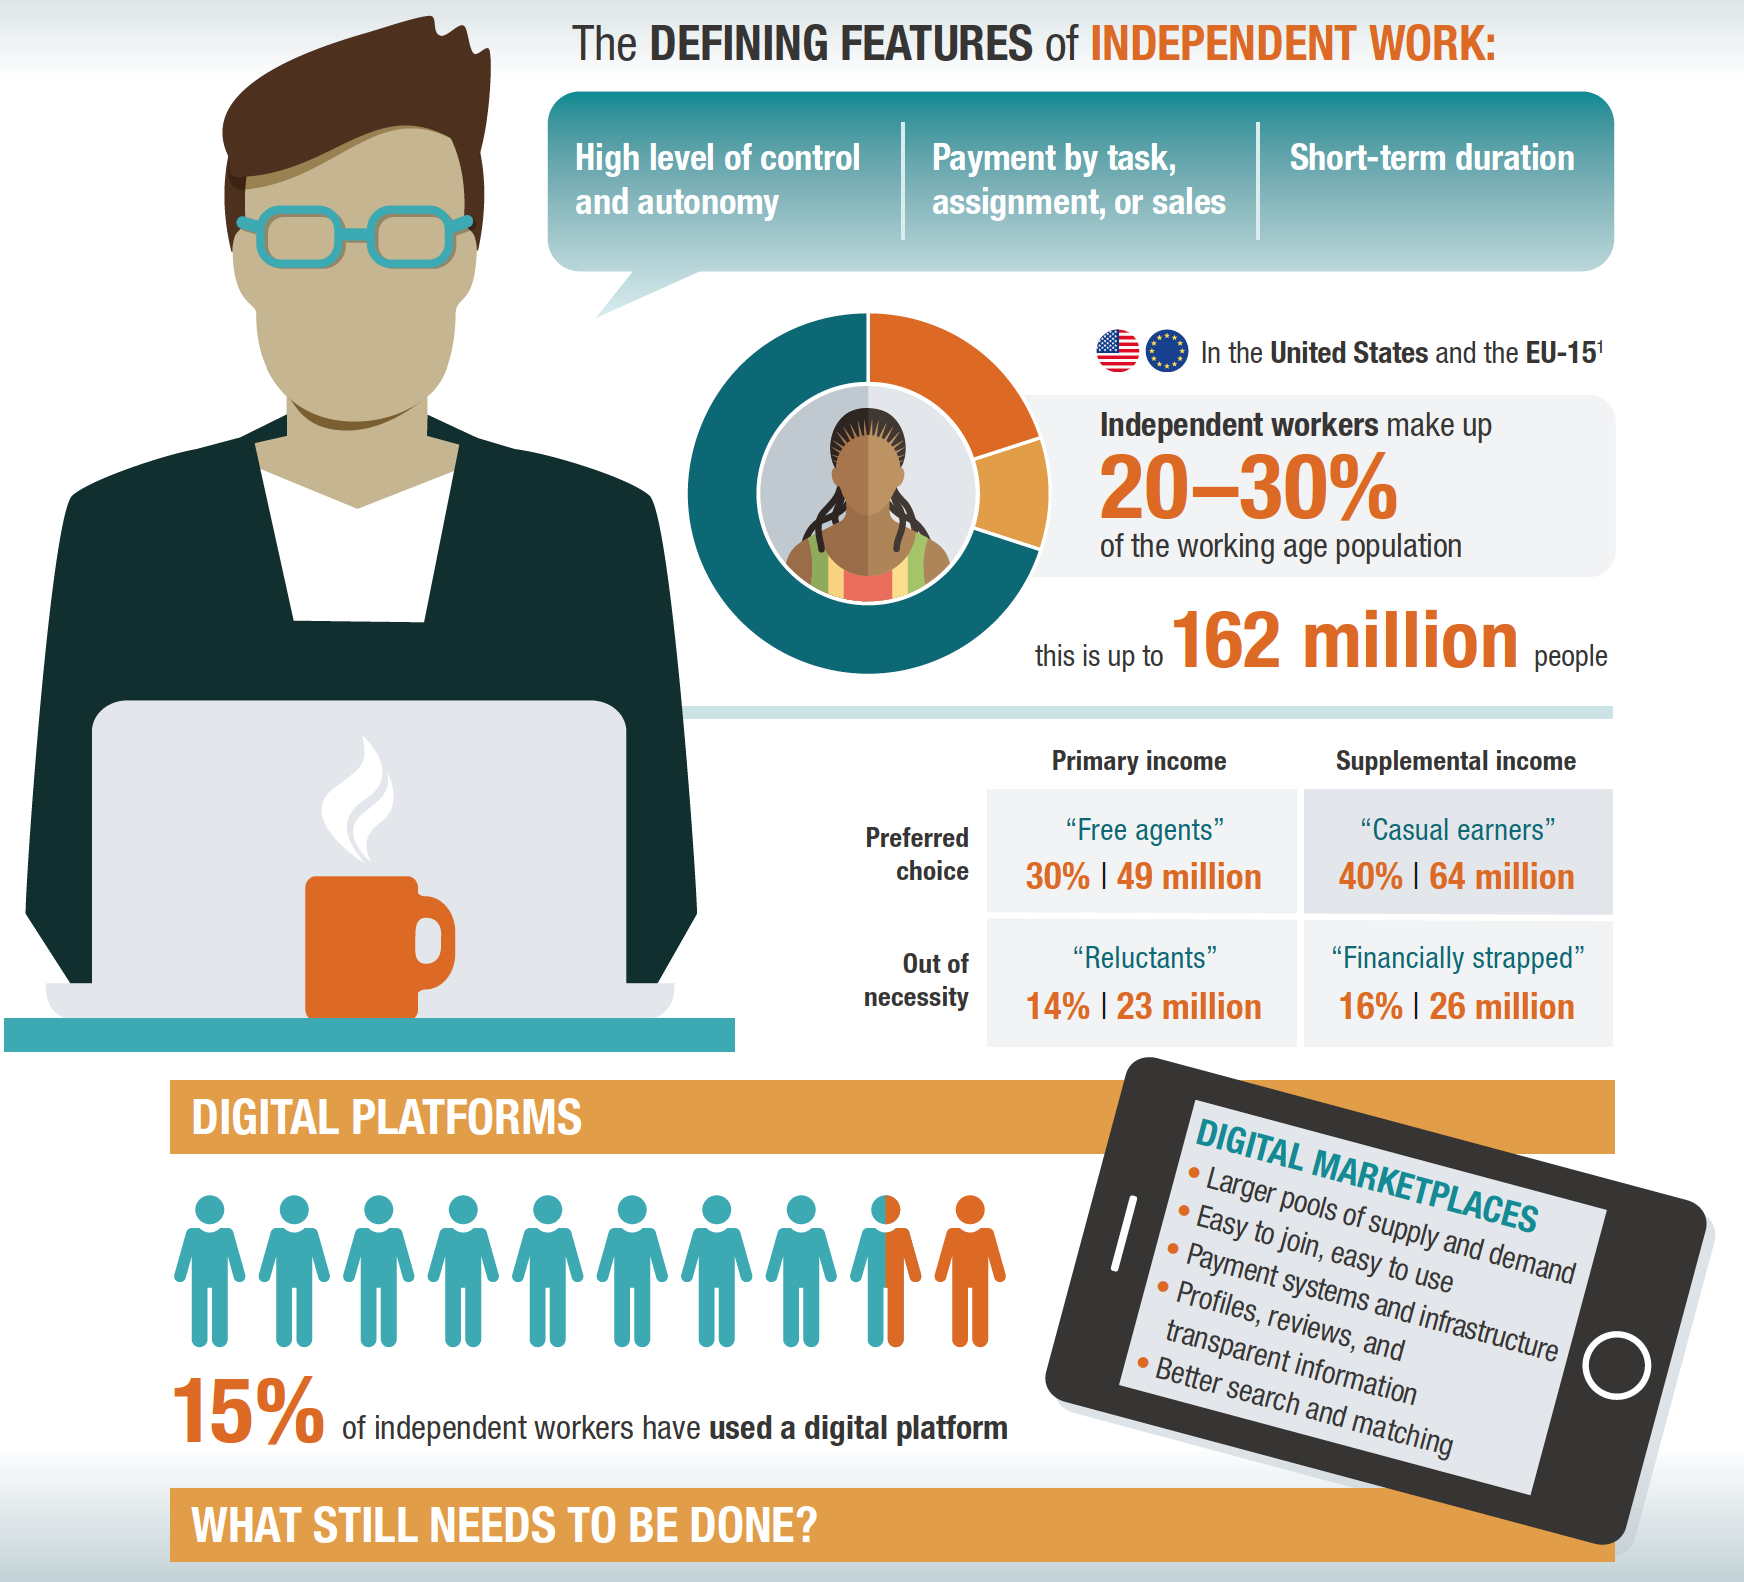 The DEFINING FEATURES of INDEPENDENT WORK:
High level of control
and autonomy
Payment by task,
assignment, or sales
Short-term duration
In the United States and the EU-15¹
Independent workers make up
20–30%
of the working age population
this is up to 162 million people
Primary income
Supplemental income
Preferred
choice
“Free agents”
30% | 49 million
“Casual earners”
40% | 64 million
Out of
necessity
“Reluctants”
14% | 23 million
“Financially strapped”
16% | 26 million
DIGITAL PLATFORMS
15% of independent workers have used a digital platform
DIGITAL MARKETPLACES
• Larger pools of supply and demand
• Easy to join, easy to use
• Payment systems and infrastructure
• Profiles, reviews, and
transparent information
• Better search and matching
WHAT STILL NEEDS TO BE DONE?